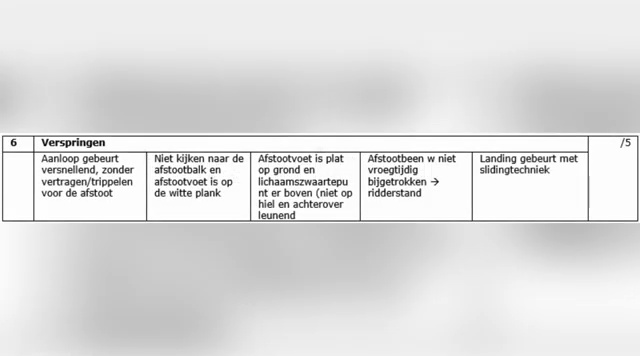 6 Verspringen /5
Aanloop gebeurt
versnellend, zonder
vertragen/trippelen
voor de afstoot
Niet kijken naar de
afstootbalk en
afstootvoet is op
de witte plank
Afstootvoet is plat
op grond en
lichaamszwaartepu
nt er boven (niet op
hiel en achterover
leunend
Afstootbeen w niet
vroegtijdig
bijgetrokken →
ridderstand
Landing gebeurt met
slidingtechniek